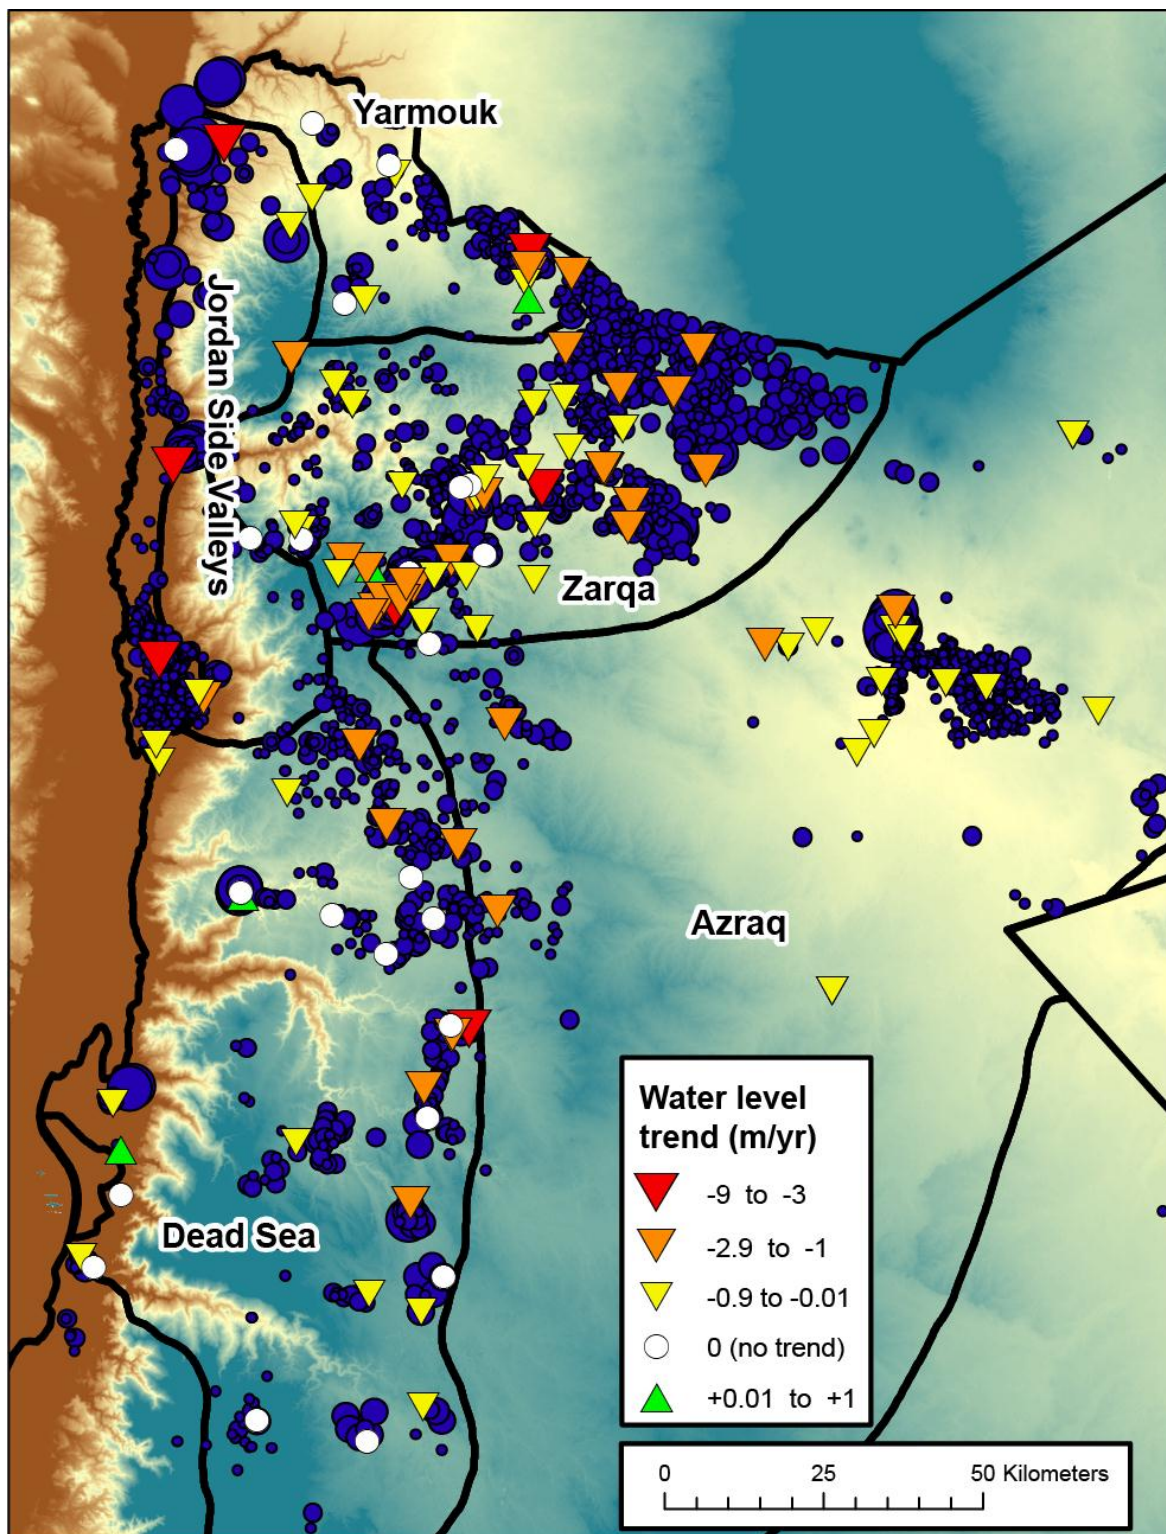 Yarmouk
Jordan Side Valleys
Zarqa
Azraq
Dead Sea
Water level
trend (m/yr)
-9 to -3
-2.9 to -1
-0.9 to -0.01
0 (no trend)
+0.01 to +1
0 25 50 Kilometers